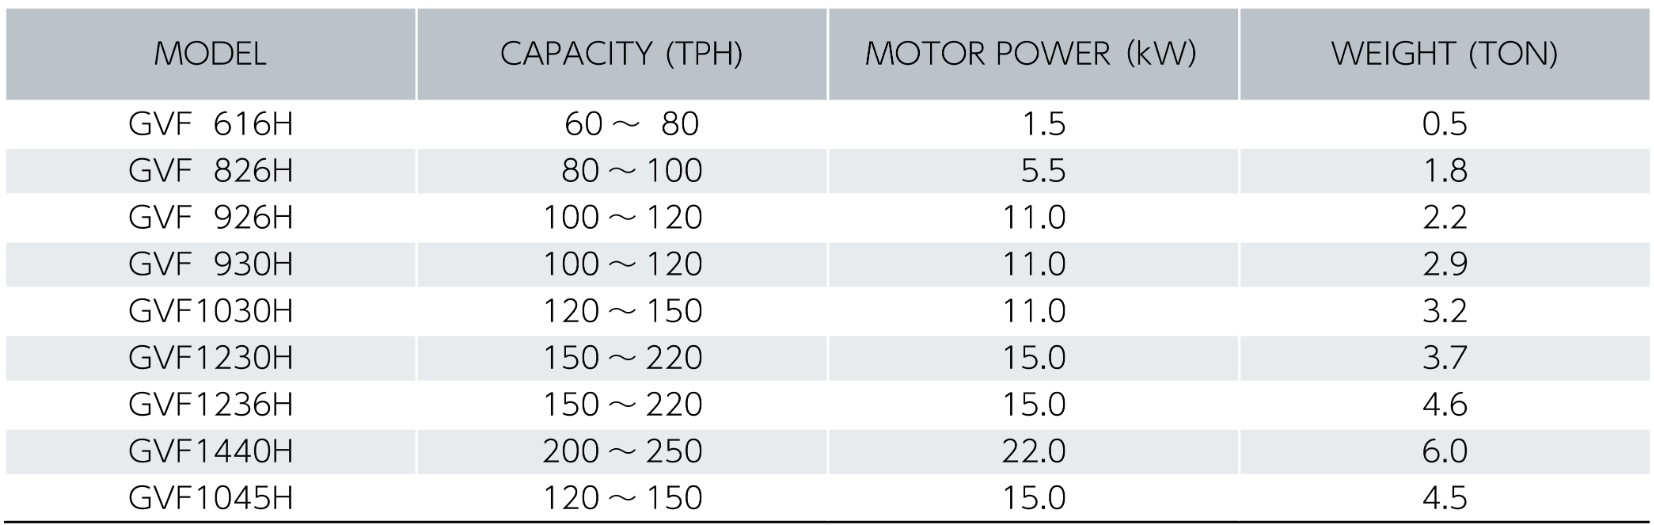 MODEL CAPACITY (TPH) MOTOR POWER (kW) WEIGHT (TON)
GVF 616H 60～ 80 1.5 0.5
GVF 826H 80～100 5.5 1.8
GVF 926H 100～120 11.0 2.2
GVF 930H 100～120 11.0 2.9
GVF1030H 120～150 11.0 3.2
GVF1230H 150～220 15.0 3.7
GVF1236H 150～220 15.0 4.6
GVF1440H 200～250 22.0 6.0
GVF1045H 120～150 15.0 4.5